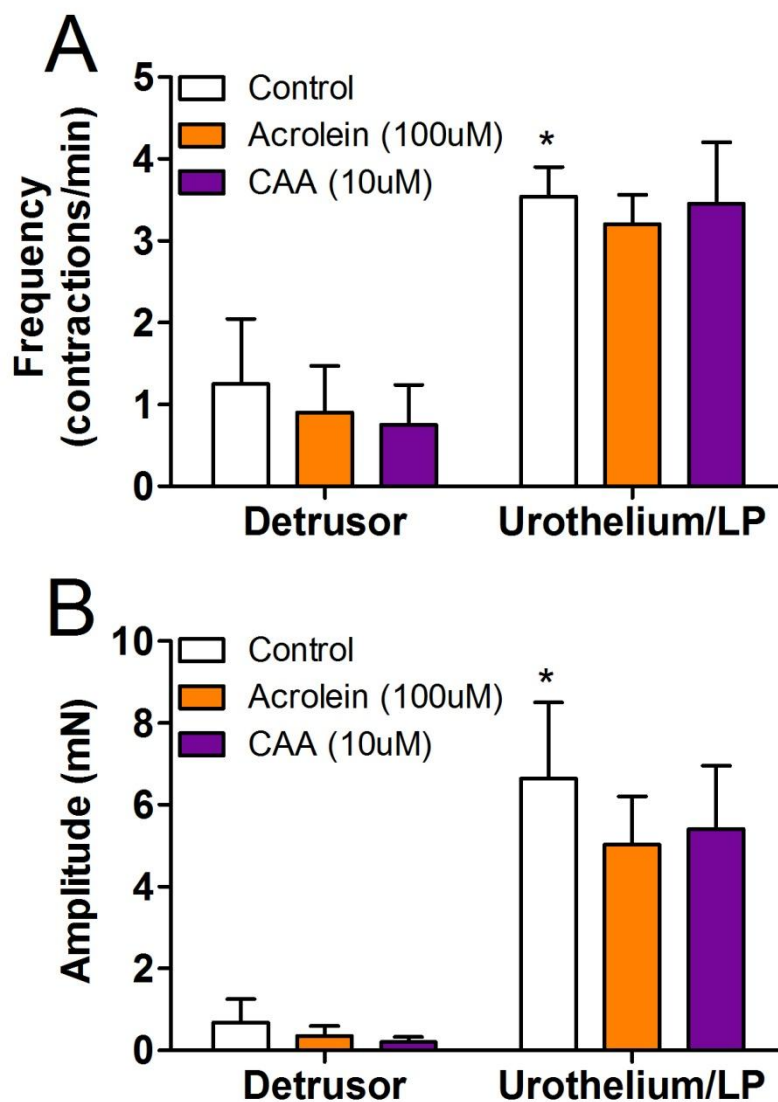 A
Frequency
(contractions/min)
5
4
3
2
1
0
Control
Acrolein (100uM)
CAA (10uM)
*
Detrusor
Urothelium/LP
B
Amplitude (mN)
10
8
6
4
2
0
Control
Acrolein (100uM)
CAA (10uM)
*
Detrusor
Urothelium/LP